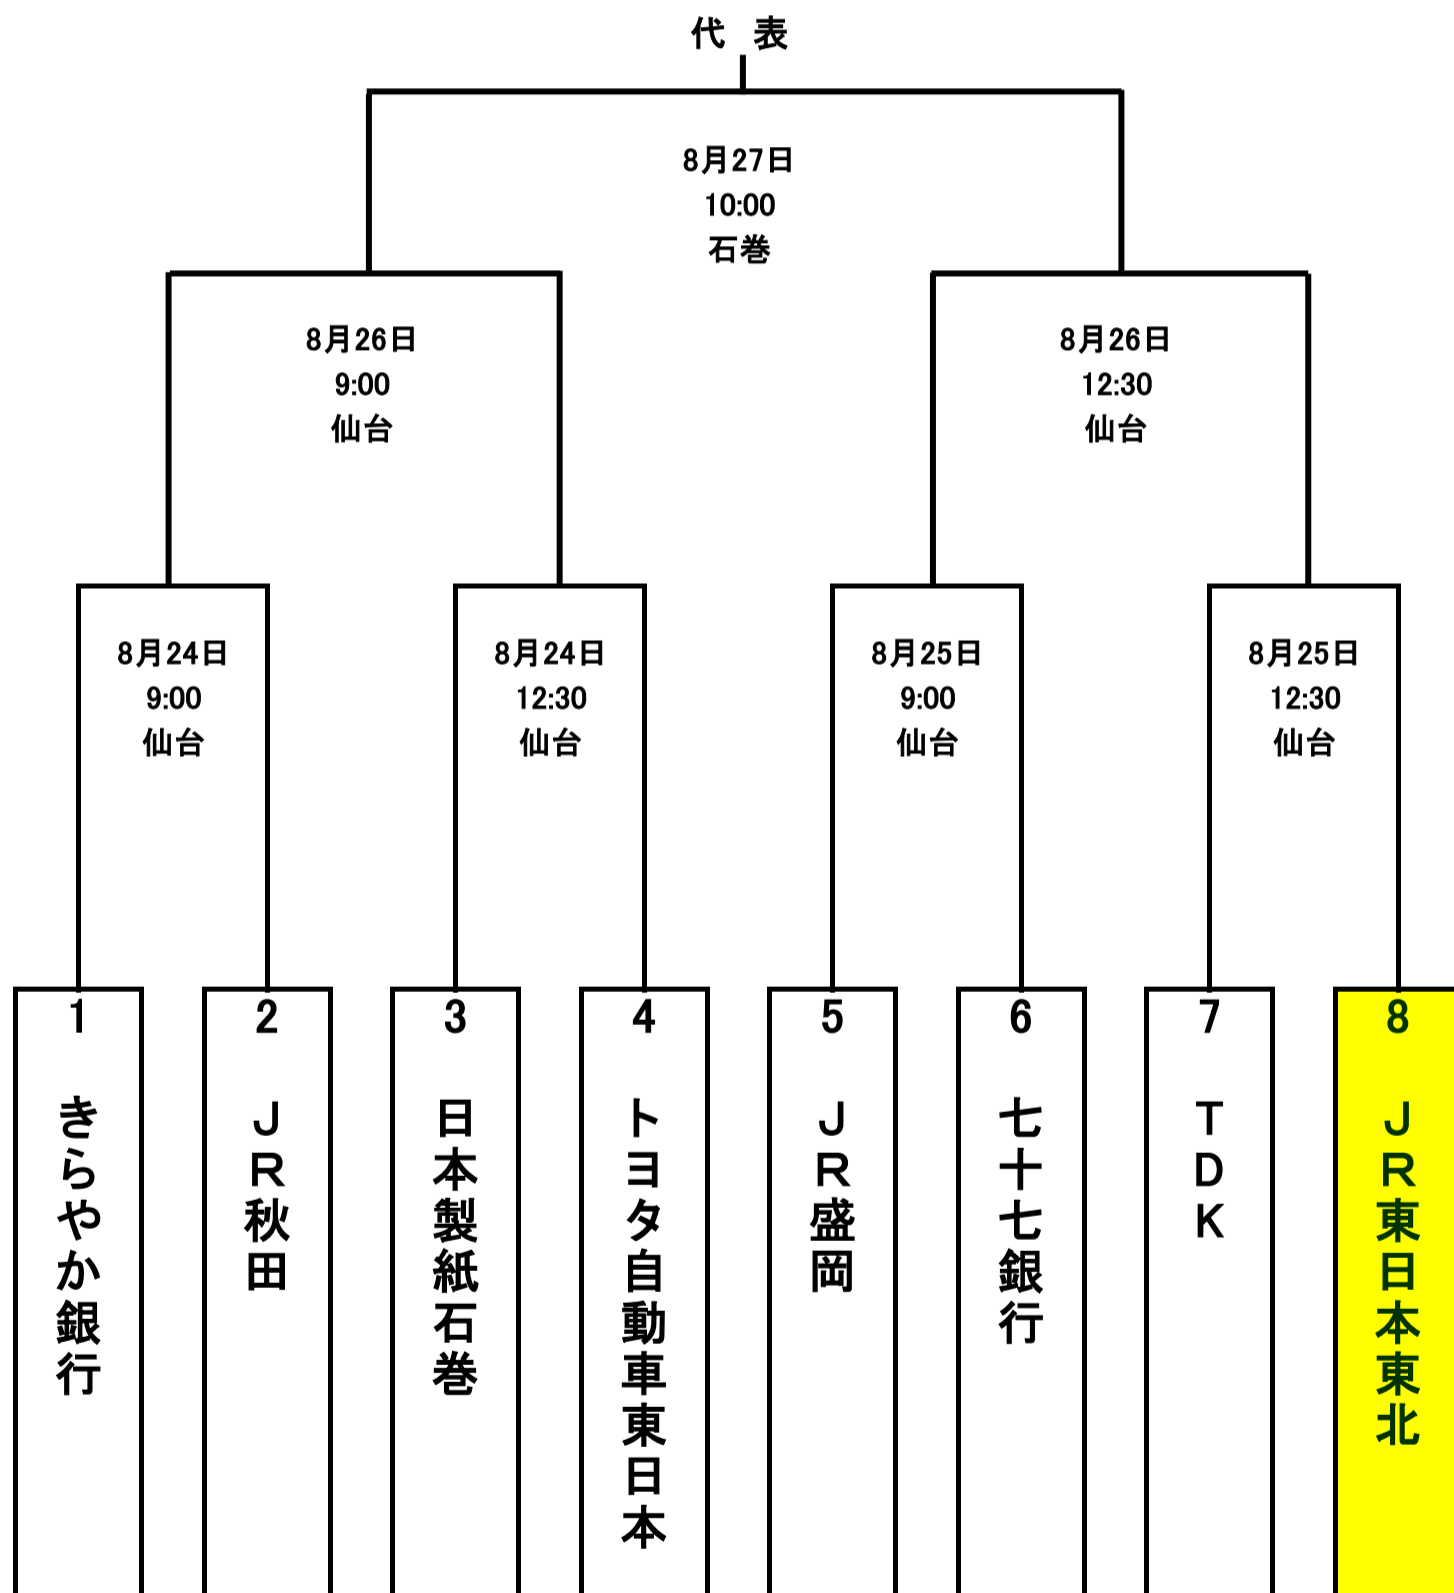 代 表
8月27日
10:00
石巻
8月26日
9:00
仙台
8月26日
12:30
仙台
8月24日
9:00
仙台
8月24日
12:30
仙台
8月25日
9:00
仙台
8月25日
12:30
仙台
1
きらやか銀行
2
ＪＲ秋田
3
日本製紙石巻
4
トヨタ自動車東日本
5
ＪＲ盛岡
6
七十七銀行
7
ＴＤＫ
8
ＪＲ東日本東北